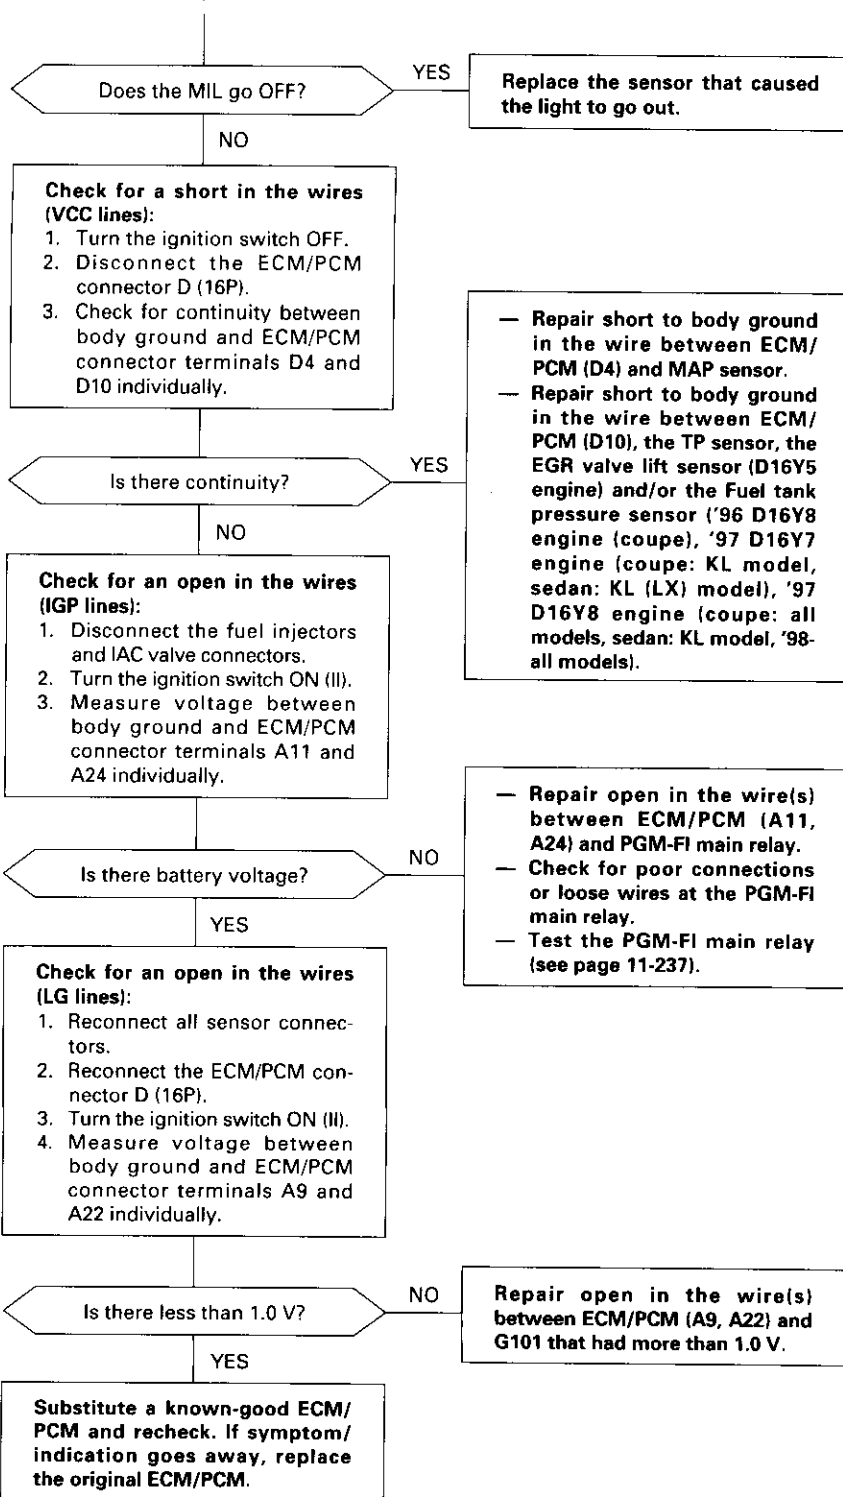 Does the MIL go OFF?
YES
Replace the sensor that caused
the light to go out.
NO
Check for a short in the wires
(VCC lines):
1. Turn the ignition switch OFF.
2. Disconnect the ECM/PCM
connector D (16P).
3. Check for continuity between
body ground and ECM/PCM
connector terminals D4 and
D10 individually.
Is there continuity?
YES
— Repair short to body ground
in the wire between ECM/
PCM (D4) and MAP sensor.
— Repair short to body ground
in the wire between ECM/
PCM (D10), the TP sensor, the
EGR valve lift sensor (D16Y5
engine) and/or the Fuel tank
pressure sensor ('96 D16Y8
engine (coupe), '97 D16Y7
engine (coupe: KL model,
sedan: KL (LX) model), '97
D16Y8 engine (coupe: all
models, sedan: KL model, '98-
all models).
NO
Check for an open in the wires
(IGP lines):
1. Disconnect the fuel injectors
and IAC valve connectors.
2. Turn the ignition switch ON (II).
3. Measure voltage between
body ground and ECM/PCM
connector terminals A11 and
A24 individually.
Is there battery voltage?
NO
— Repair open in the wire(s)
between ECM/PCM (A11,
A24) and PGM-FI main relay.
— Check for poor connections
or loose wires at the PGM-FI
main relay.
— Test the PGM-FI main relay
(see page 11-237).
YES
Check for an open in the wires
(LG lines):
1. Reconnect all sensor connec-
tors.
2. Reconnect the ECM/PCM con-
nector D (16P).
3. Turn the ignition switch ON (II).
4. Measure voltage between
body ground and ECM/PCM
connector terminals A9 and
A22 individually.
Is there less than 1.0 V?
NO
Repair open in the wire(s)
between ECM/PCM (A9, A22) and
G101 that had more than 1.0 V.
YES
Substitute a known-good ECM/
PCM and recheck. If symptom/
indication goes away, replace
the original ECM/PCM.